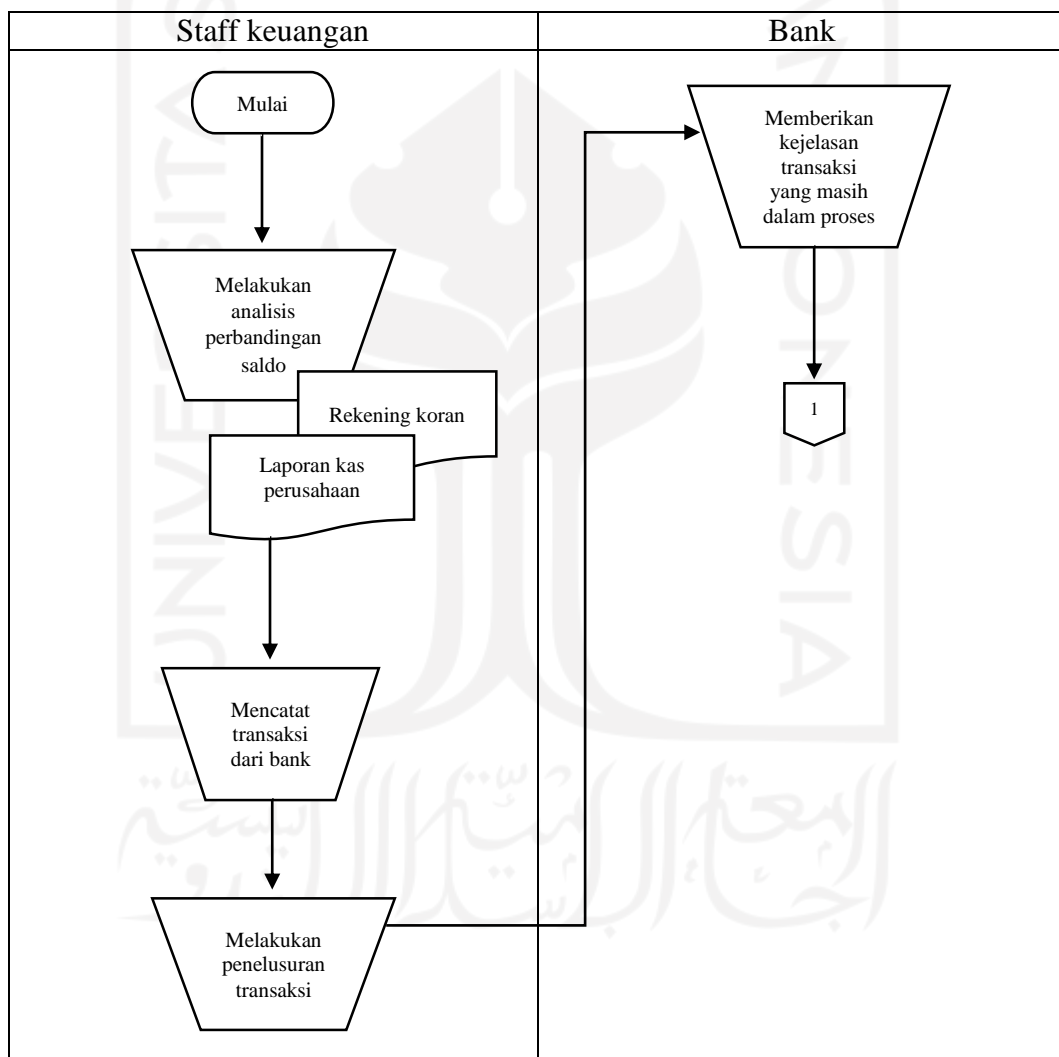 Staff keuangan
Bank
Mulai
Melakukan
analisis
perbandingan
saldo
Rekening koran
Laporan kas
perusahaan
Mencatat
transaksi
dari bank
Melakukan
penelusuran
transaksi
Memberikan
kejelasan
transaksi
yang masih
dalam proses
1